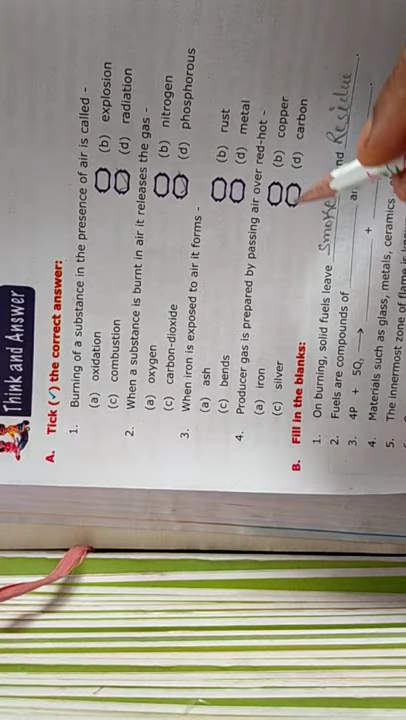 Think and Answer
A. Tick (✓) the correct answer:
1. Burning of a substance in the presence of air is called -
(a) oxidation (b) explosion
(c) combustion (d) radiation
2. When a substance is burnt in air it releases the gas -
(a) oxygen (b) nitrogen
(c) carbon-dioxide (d) phosphorous
3. When iron is exposed to air it forms -
(a) ash (b) rust
(c) bends (d) metal
4. Producer gas is prepared by passing air over red-hot -
(a) iron (b) copper
(c) silver (d) carbon
B. Fill in the blanks:
1. On burning, solid fuels leave Smoke and Residue.
2. Fuels are compounds of
3. 4P + 5O₂ → +
4. Materials such as glass, metals, ceramics
5. The innermost zone of flame is